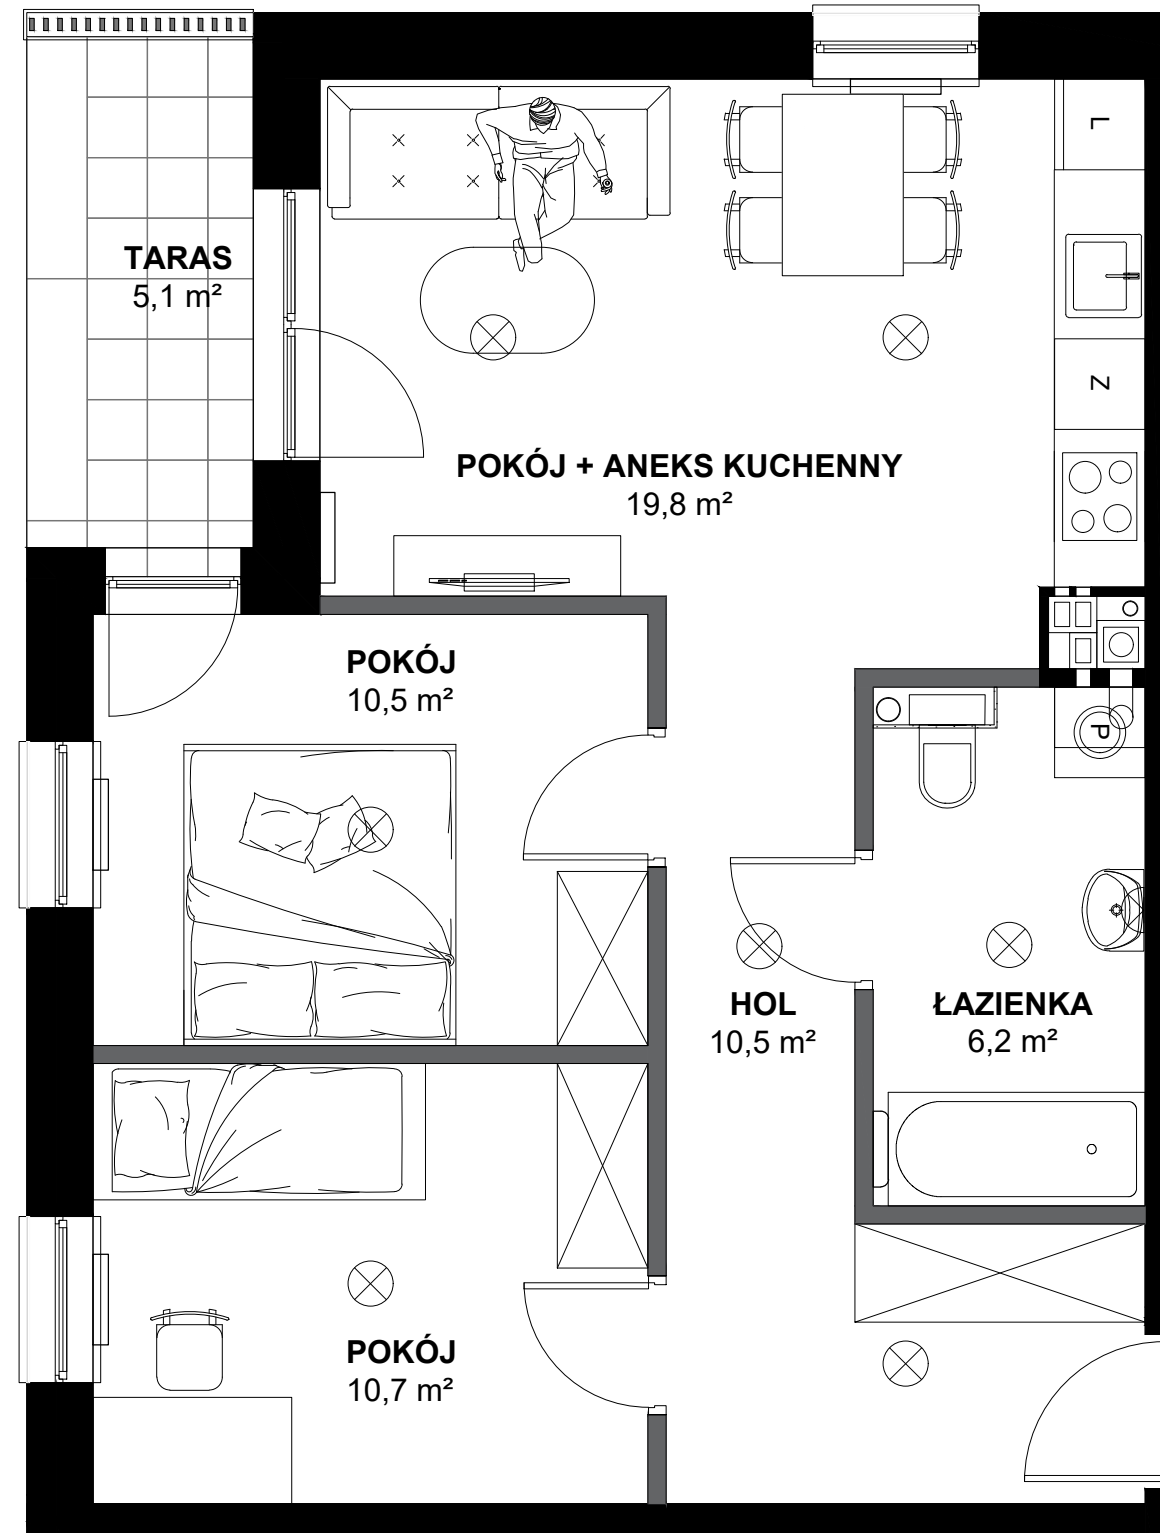 L
TARAS
5,1 m²
Z
POKÓJ + ANEKS KUCHENNY
19,8 m²
POKÓJ
10,5 m²
P
HOL
10,5 m²
ŁAZIENKA
6,2 m²
POKÓJ
10,7 m²